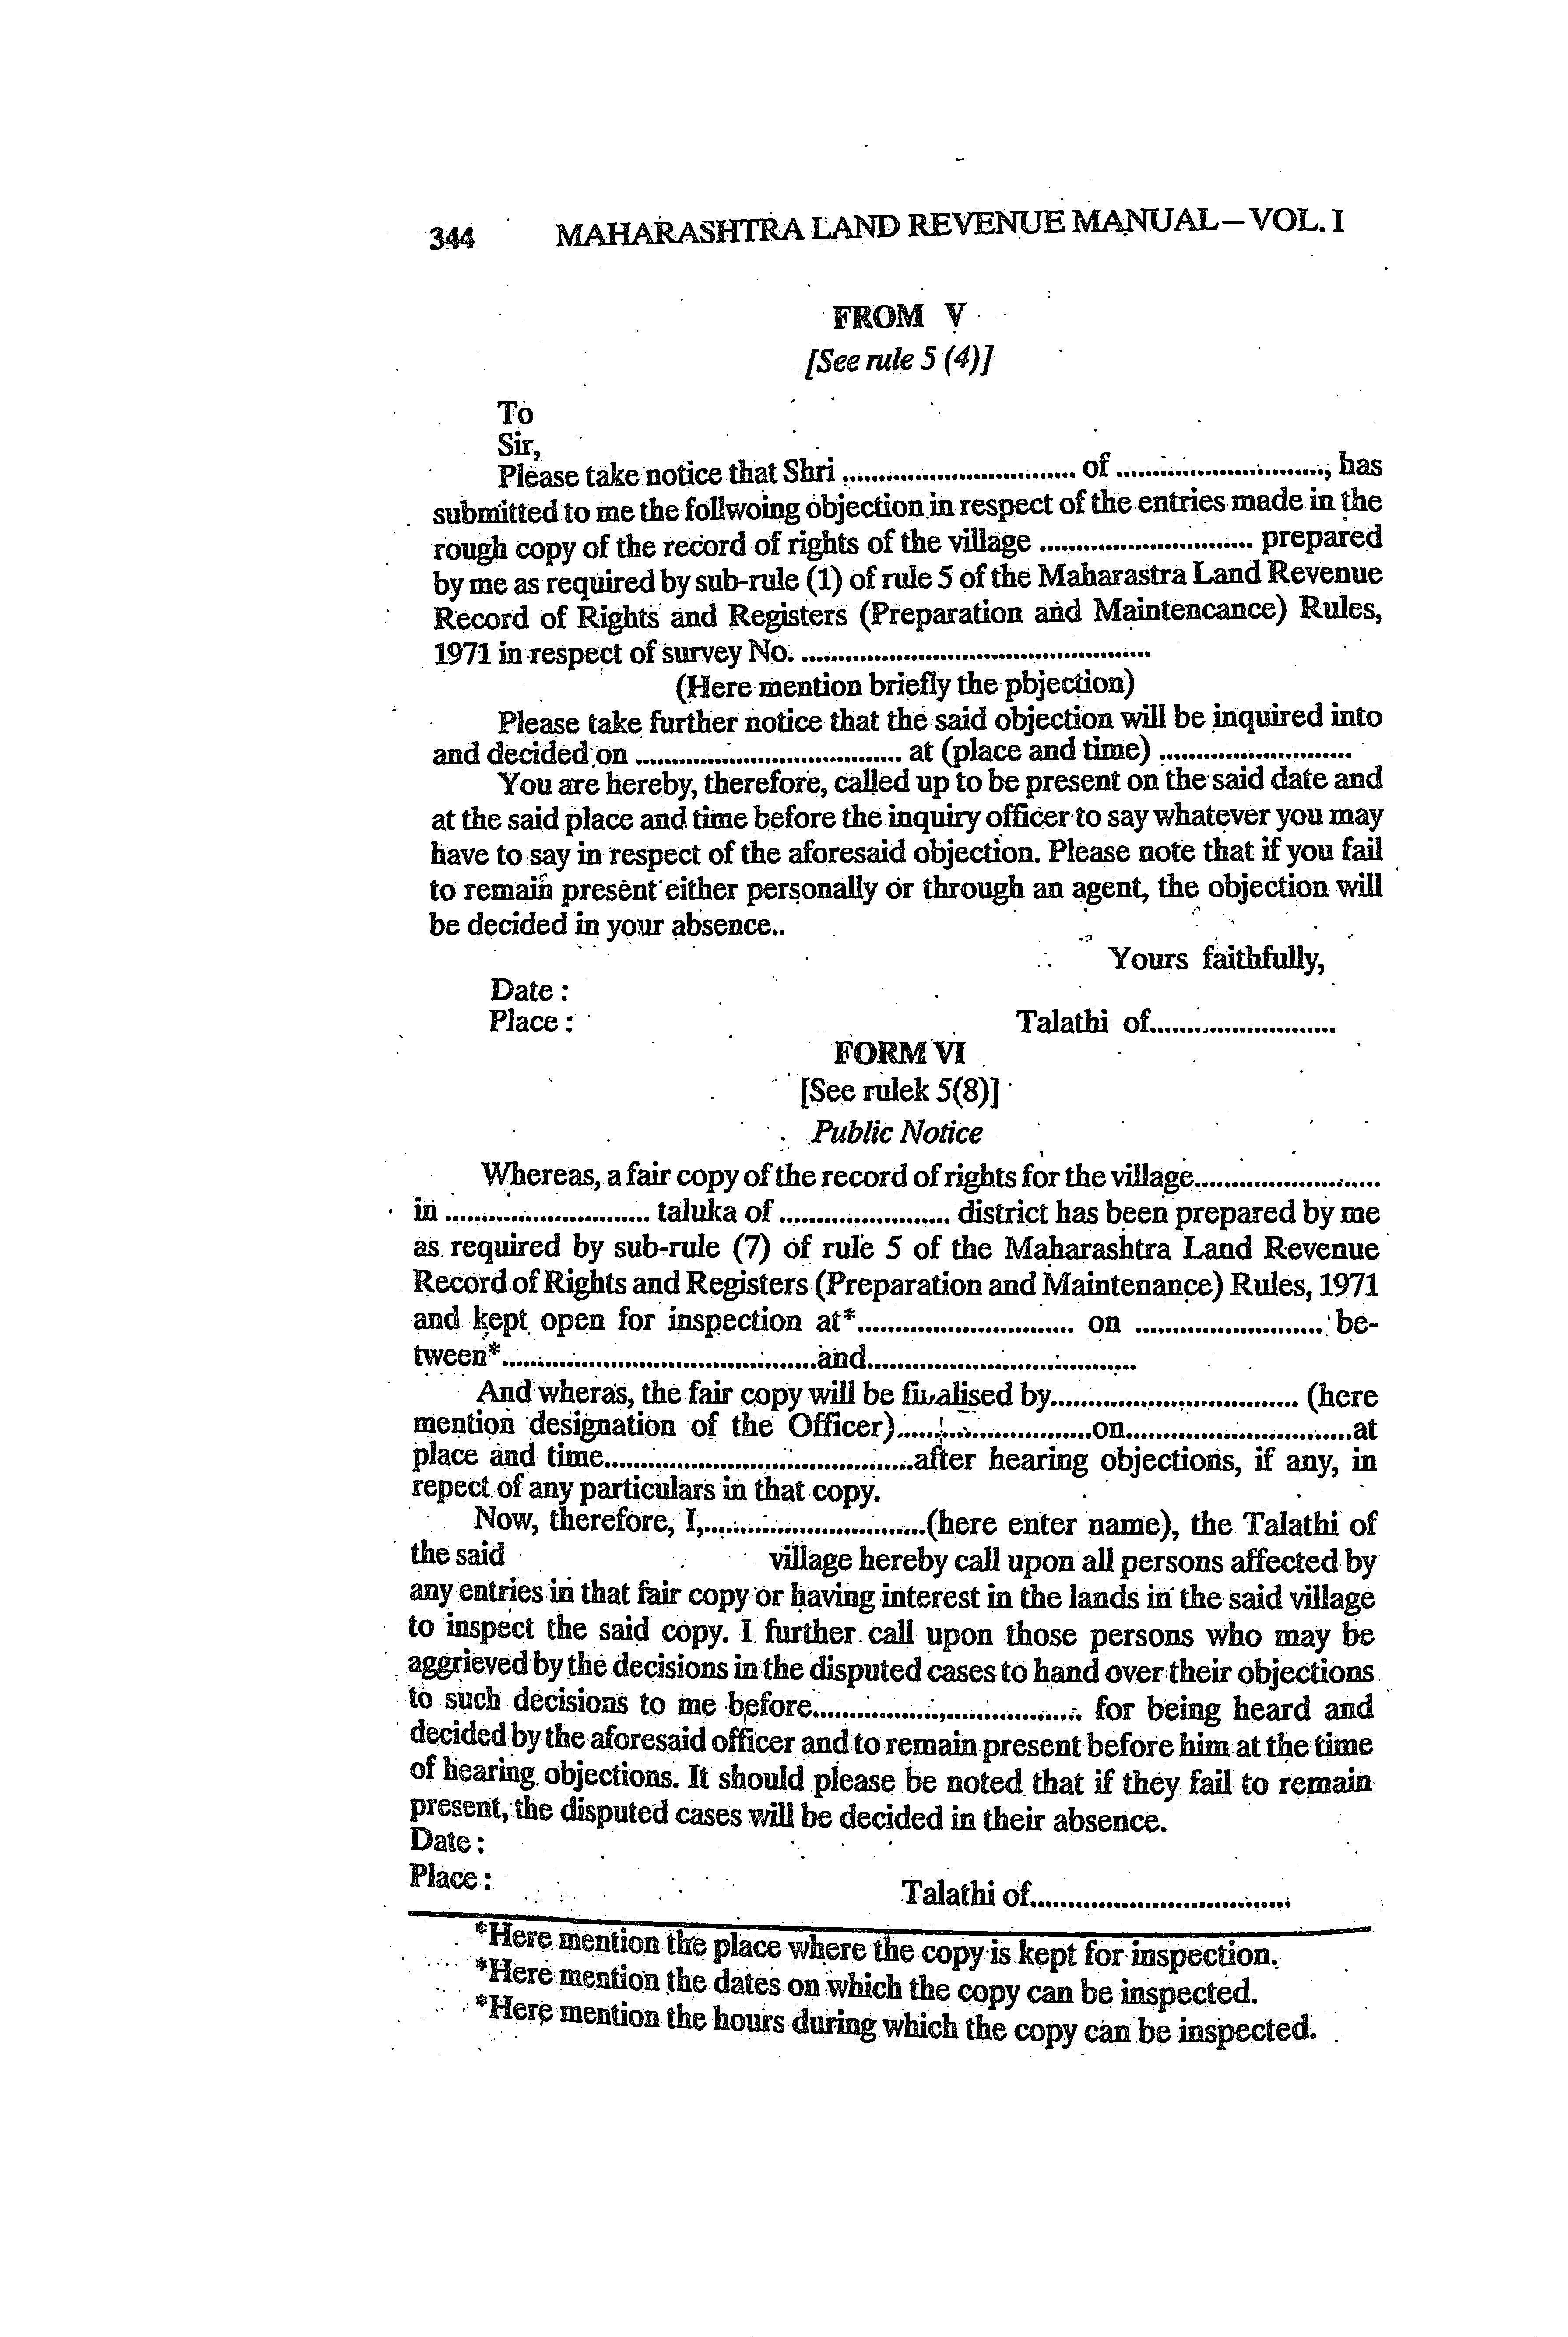 344 MAHARASHTRA LAND REVENUE MANUAL – VOL. I
FROM V
[See rule 5 (4)]
To
Sir,
Please take notice that Shri ................................ of ............................., has
submitted to me the follwoing objection in respect of the entries made in the
rough copy of the record of rights of the village ............................. prepared
by me as required by sub-rule (1) of rule 5 of the Maharastra Land Revenue
Record of Rights and Registers (Preparation and Maintencance) Rules,
1971 in respect of survey No. ................................................
(Here mention briefly the pbjection)
Please take further notice that the said objection will be inquired into
and decided on .................................... at (place and time) ..........................
You are hereby, therefore, called up to be present on the said date and
at the said place and time before the inquiry officer to say whatever you may
have to say in respect of the aforesaid objection. Please note that if you fail
to remain present either personally or through an agent, the objection will
be decided in your absence..
Yours faithfully,
Date :
Place : Talathi of.........................
FORM VI
[See rulek 5(8)]
Public Notice
Whereas, a fair copy of the record of rights for the village.........................
in ............................ taluka of ....................... district has been prepared by me
as required by sub-rule (7) of rule 5 of the Maharashtra Land Revenue
Record of Rights and Registers (Preparation and Maintenance) Rules, 1971
and kept open for inspection at*............................. on ......................... be-
tween*...........................................and.....................................
And wheras, the fair copy will be finalised by.................................. (here
mention designation of the Officer)...........................on...............................at
place and time..........................................after hearing objections, if any, in
repect of any particulars in that copy.
Now, therefore, I,..............................(here enter name), the Talathi of
the said village hereby call upon all persons affected by
any entries in that fair copy or having interest in the lands in the said village
to inspect the said copy. I further call upon those persons who may be
aggrieved by the decisions in the disputed cases to hand over their objections
to such decisions to me before.................................... for being heard and
decided by the aforesaid officer and to remain present before him at the time
of hearing objections. It should please be noted that if they fail to remain
present, the disputed cases will be decided in their absence.
Date :
Place :
Talathi of...................................
*Here mention the place where the copy is kept for inspection.
*Here mention the dates on which the copy can be inspected.
*Here mention the hours during which the copy can be inspected.